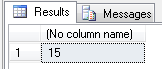 Results Messages
(No column name)
1 15